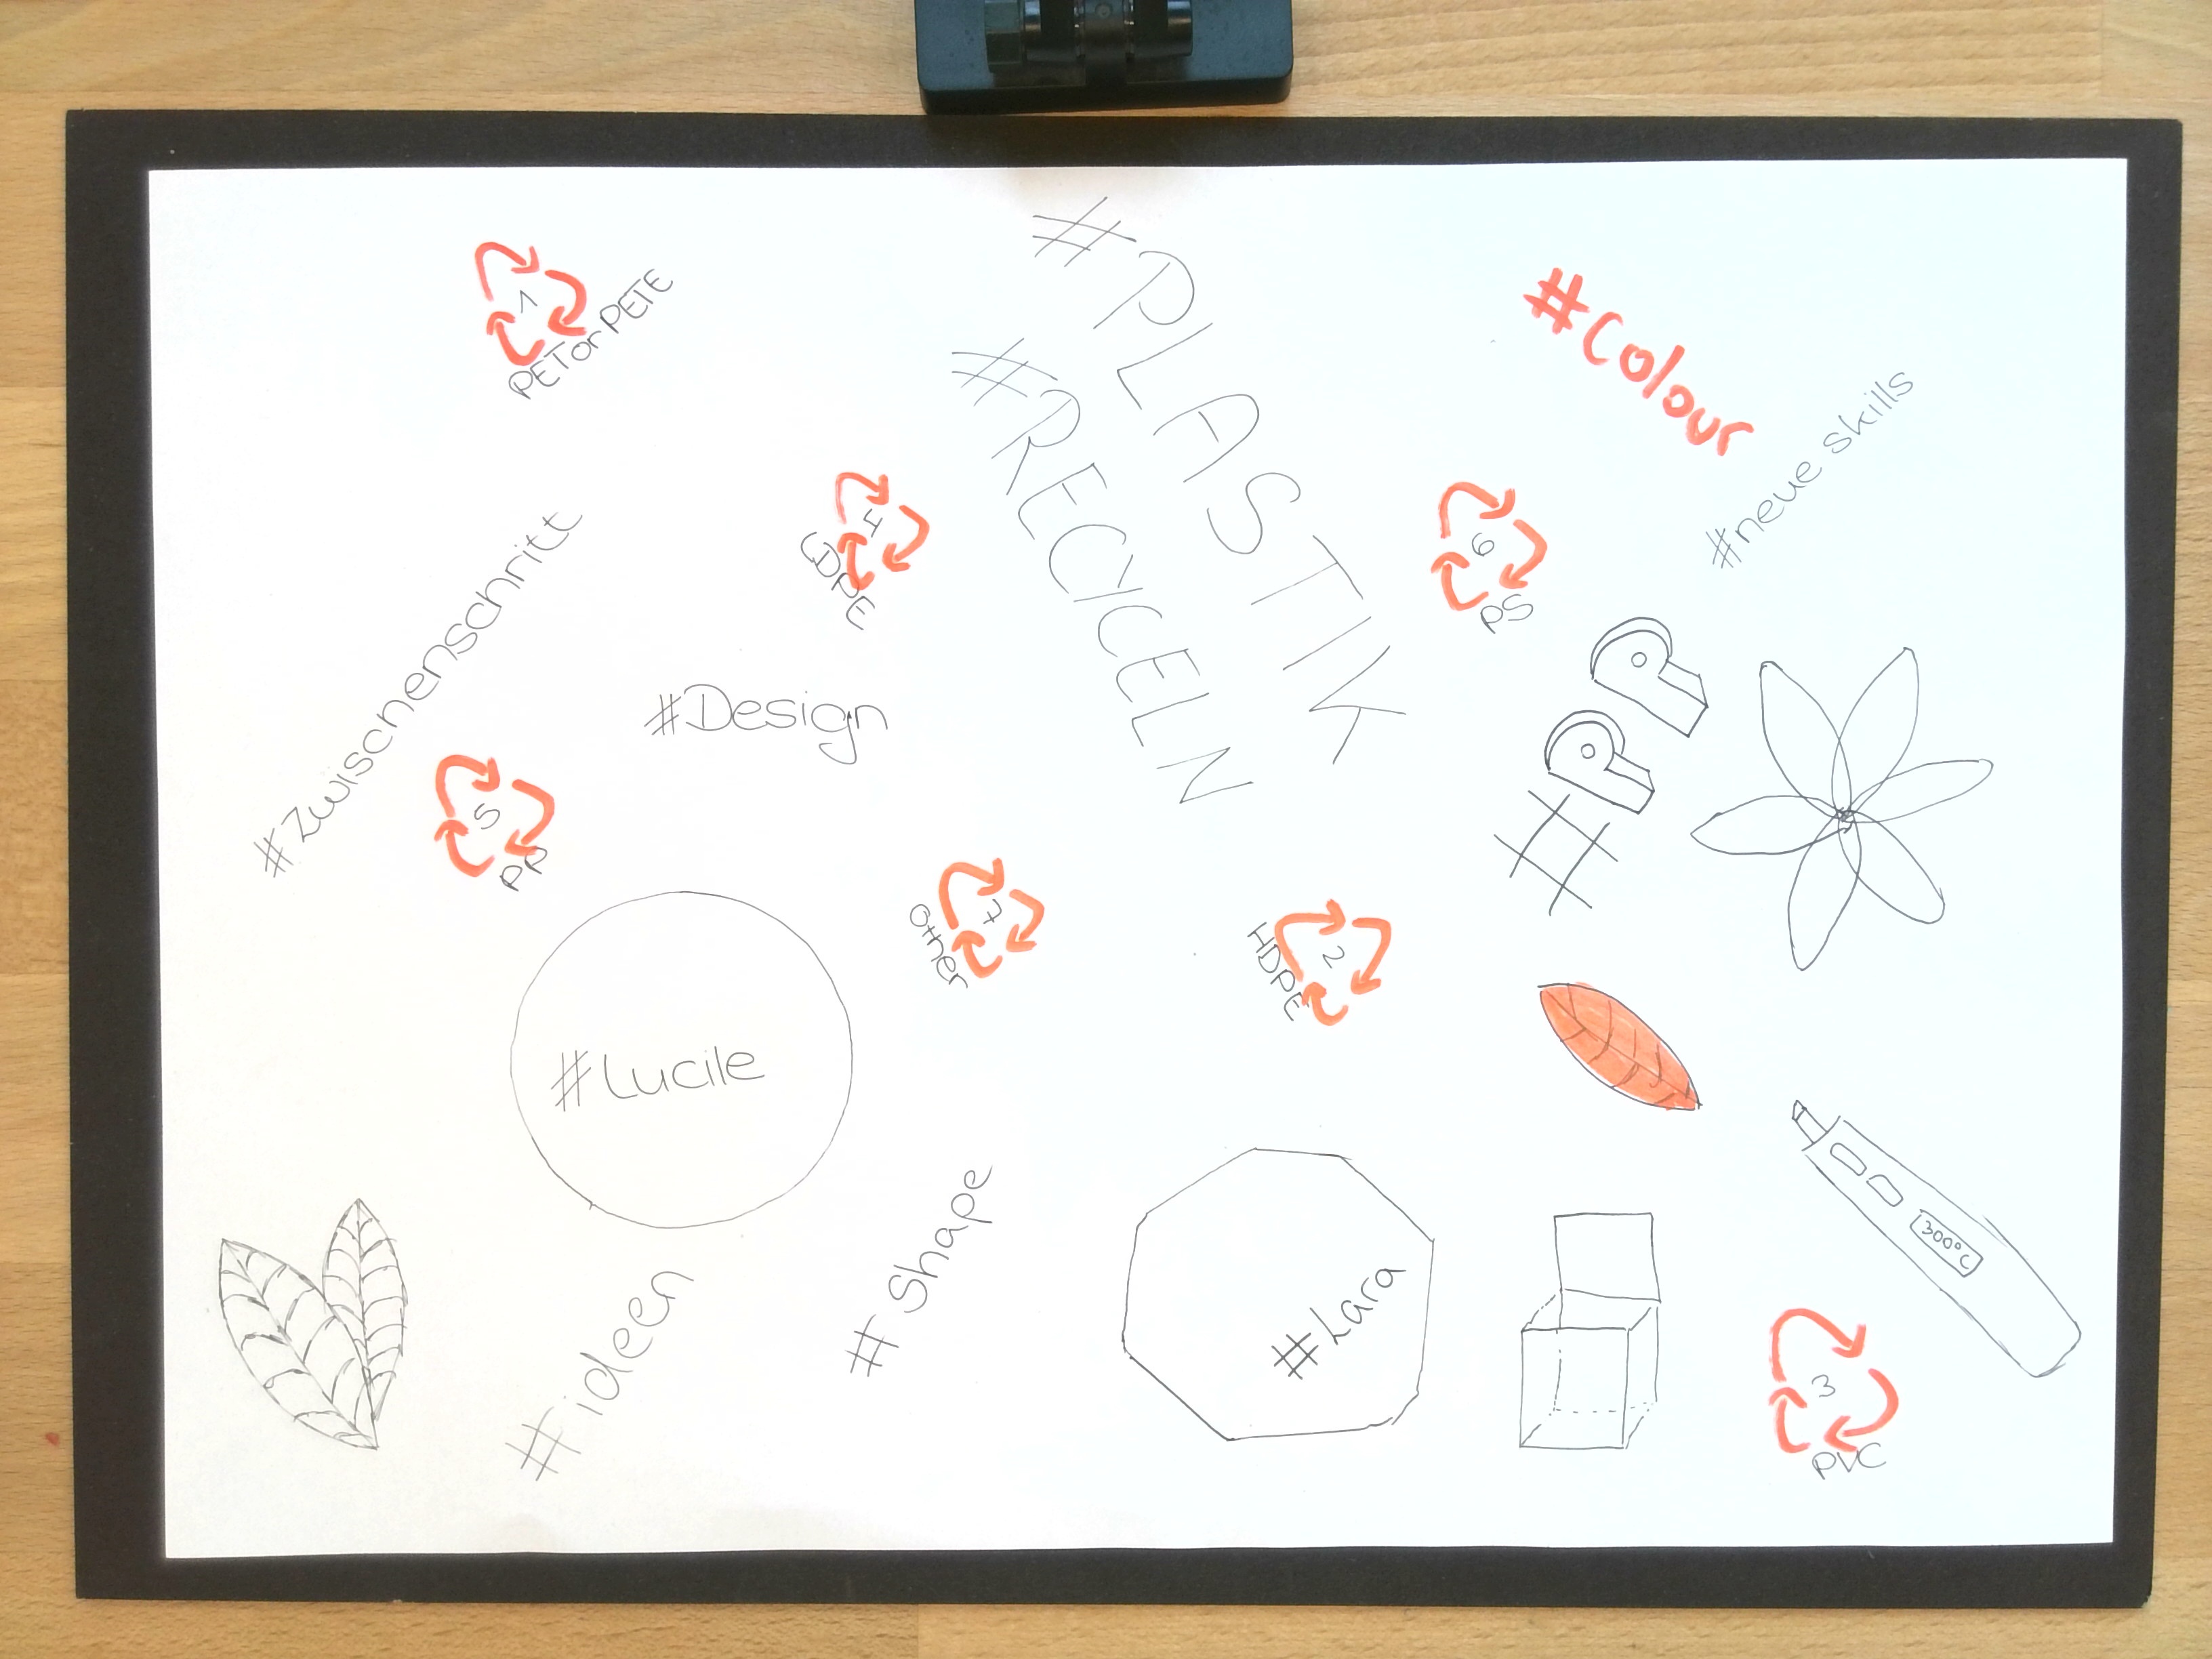 1
PET or PETE
#PLASTIK
#RECYCELN
#Colour
#neue skills
#Zwischenschritt
4
LDPE
6
PS
#Design
#PP
5
PP
7
other
2
HDPE
#Lucile
#Shape
#Lara
300°C
#ideen
3
PVC